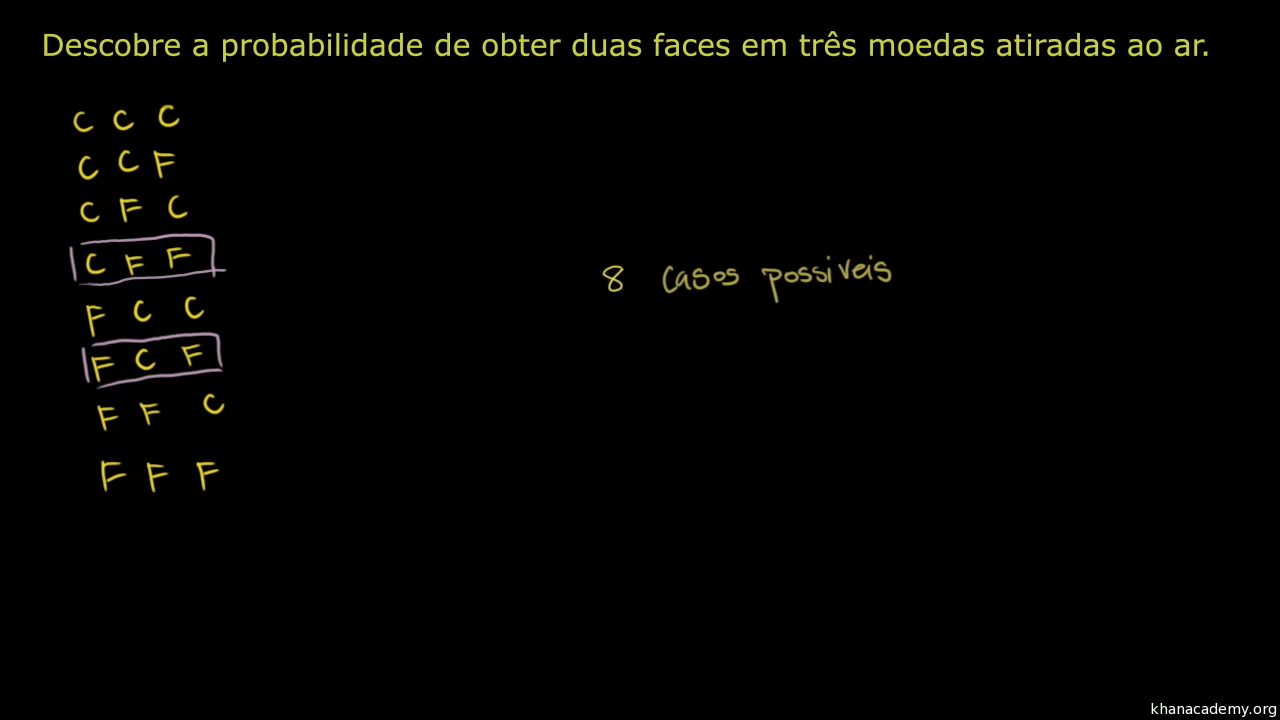 Descobre a probabilidade de obter duas faces em três moedas atiradas ao ar.
C C C
C C F
C F C
C F F
8 casos possiveis
F C C
F C F
F F C
F F F
khanacademy.org